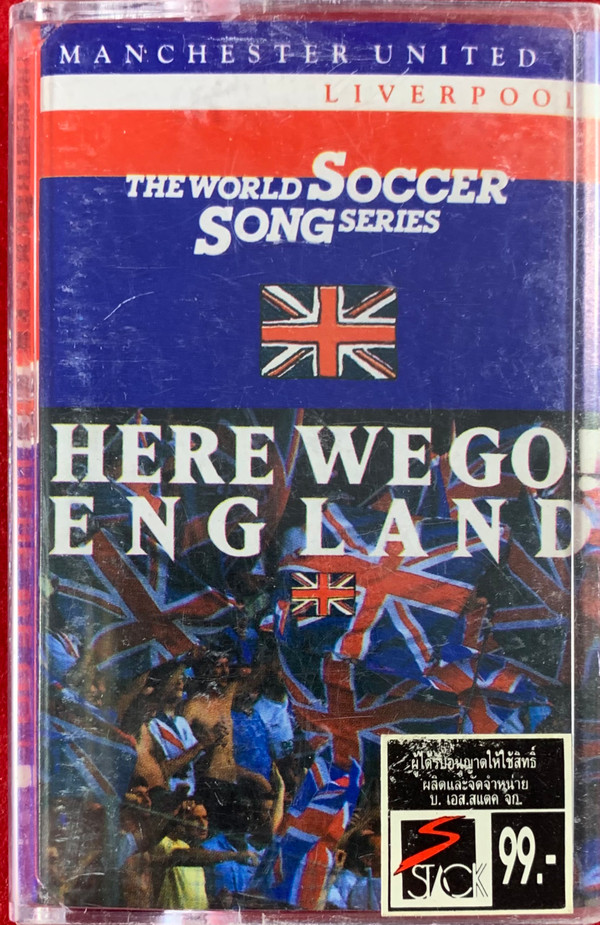 MANCHESTER UNITED
LIVERPOOL
THE WORLD SOCCER
SONG SERIES
HERE WE GO!
ENGLAND
ผู้ได้รับอนุญาตให้ใช้สิทธิ์
ผลิตและจัดจำหน่าย
บ. เอส.สแตค จก.
S STACK
99.-